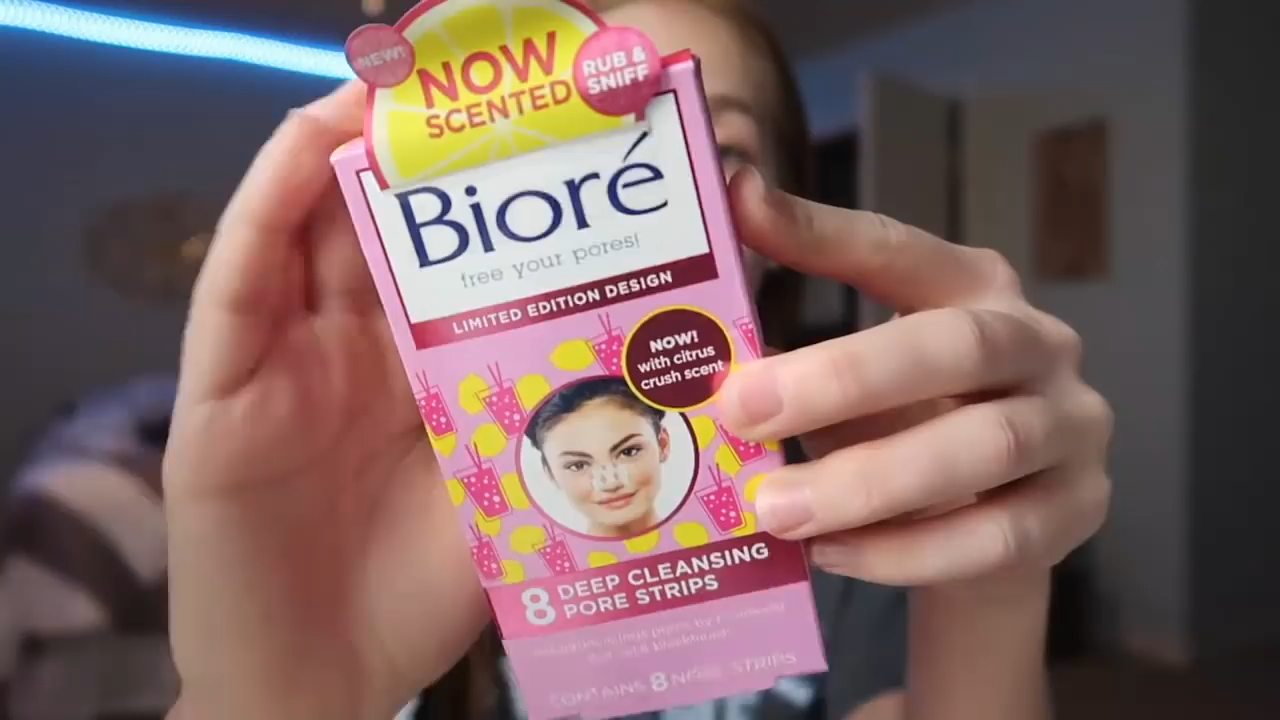 NEW!
NOW
SCENTED
RUB &
SNIFF
Bioré
free your pores!
LIMITED EDITION DESIGN
NOW!
with citrus
crush scent
8 DEEP CLEANSING
PORE STRIPS
CONTAINS 8 NOSE STRIPS